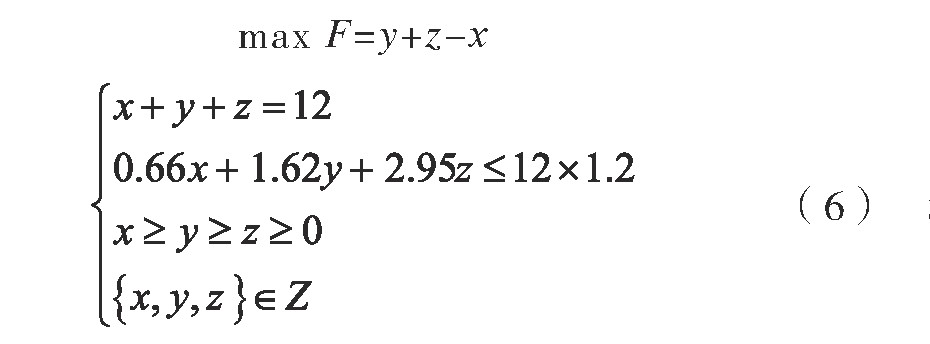 max F=y+z−x
x+y+z=12
0.66x+1.62y+2.95z≤12×1.2
x≥y≥z≥0
（6）
{x,y,z}∈Z